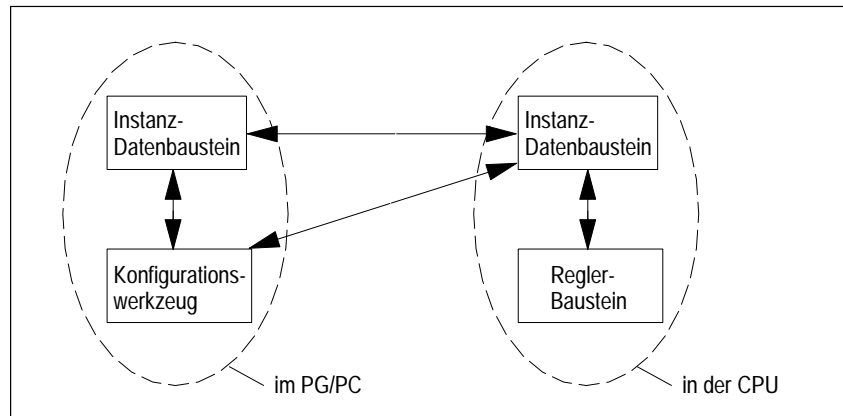 Instanz-
Datenbaustein
Instanz-
Datenbaustein
Konfigurations-
werkzeug
Regler-
Baustein
im PG/PC
in der CPU